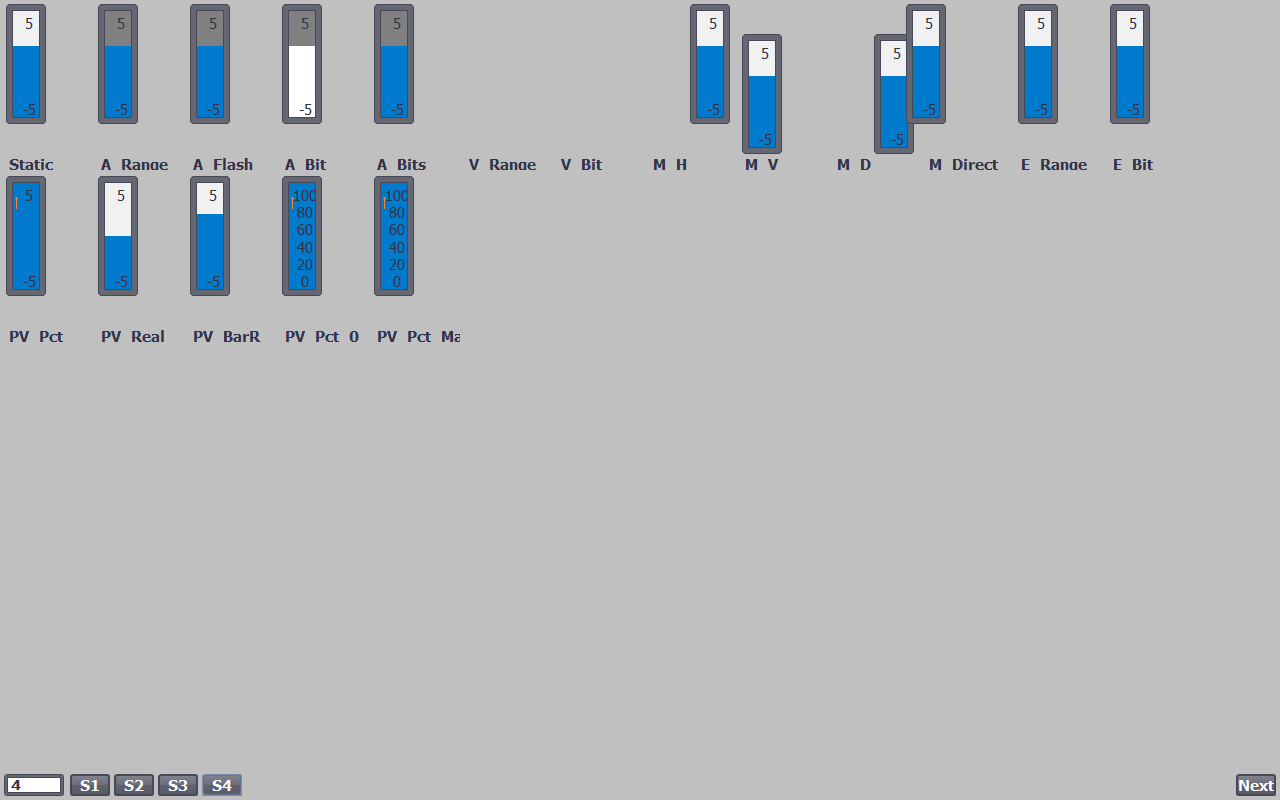 5 5 5 5 5 5 5 5 5 5 5
-5 -5 -5 -5 -5 -5 -5 -5 -5 -5 -5
Static A Range A Flash A Bit A Bits V Range V Bit M H M V M D M Direct E Range E Bit
↑ 5 5 5 ↑ 100 ↑ 100
80 80
60 60
40 40
20 20
-5 -5 -5 0 0
PV Pct PV Real PV BarR PV Pct 0 PV Pct Ma
4 S1 S2 S3 S4 Next